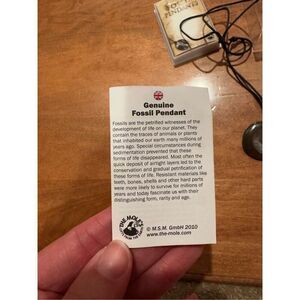 Genuine
Fossil Pendant
Fossils are the petrified witnesses of the
development of life on our planet. They
contain the traces of animals or plants
that inhabited our earth many millions of
years ago. Special circumstances during
sedimentation prevented that these
forms of life disappeared. Most often the
quick deposit of airtight layers led to the
conservation and gradual petrification of
these forms of life. Resistant materials like
teeth, bones, shells and other hard parts
were more likely to survive for millions of
years and today fascinate us with their
distinguishing form, rarity and age.
THE-MOLE
© M.S.M. GmbH 2010
www.the-mole.com